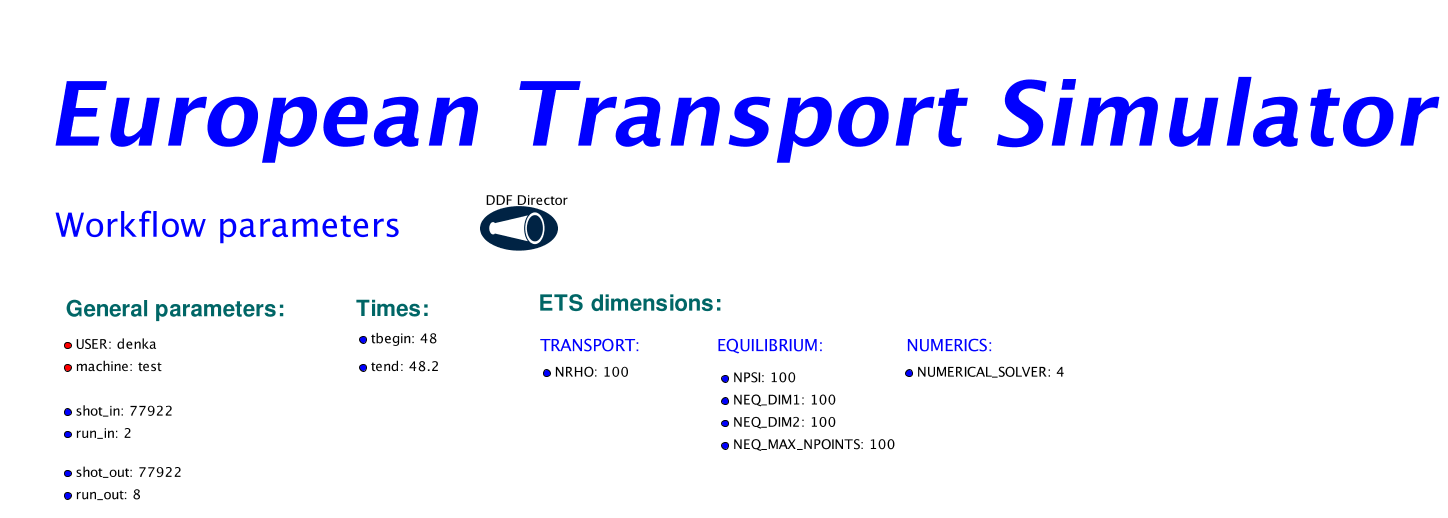 European Transport Simulator
Workflow parameters
DDF Director
General parameters:
USER: denka
machine: test
shot_in: 77922
run_in: 2
shot_out: 77922
run_out: 8
Times:
tbegin: 48
tend: 48.2
ETS dimensions:
TRANSPORT:
NRHO: 100
EQUILIBRIUM:
NPSI: 100
NEQ_DIM1: 100
NEQ_DIM2: 100
NEQ_MAX_NPOINTS: 100
NUMERICS:
NUMERICAL_SOLVER: 4